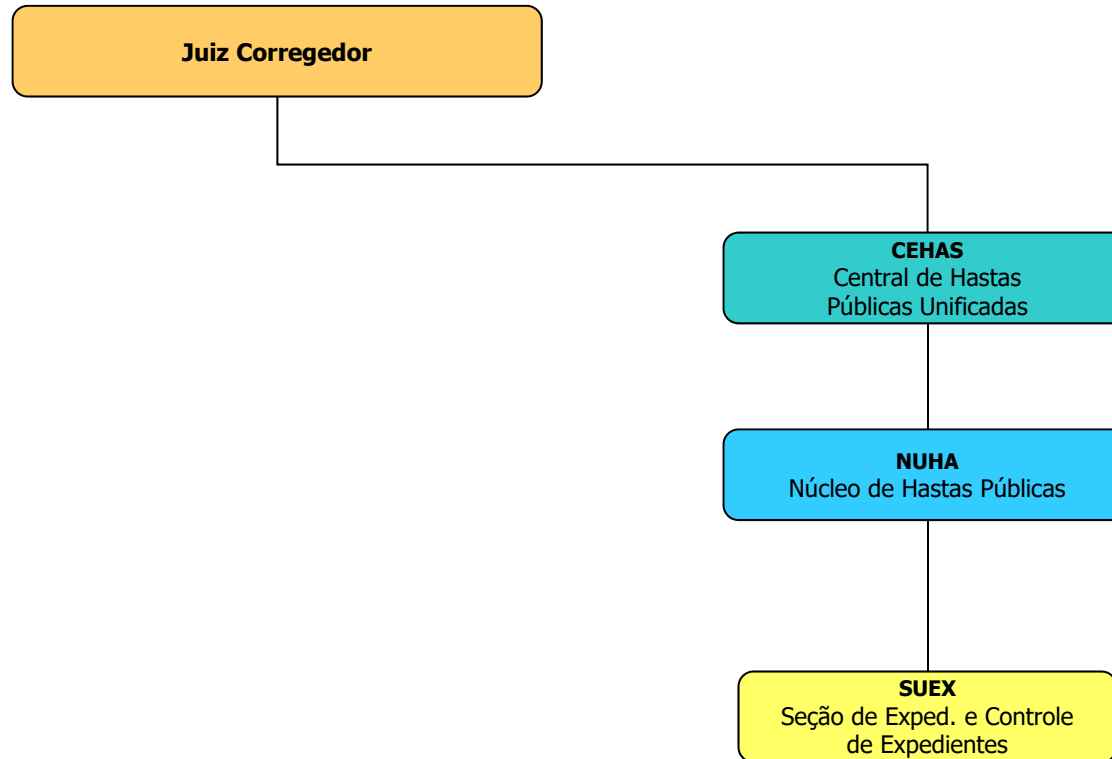 Juiz Corregedor
CEHAS
Central de Hastas
Públicas Unificadas
NUHA
Núcleo de Hastas Públicas
SUEX
Seção de Exped. e Controle
de Expedientes